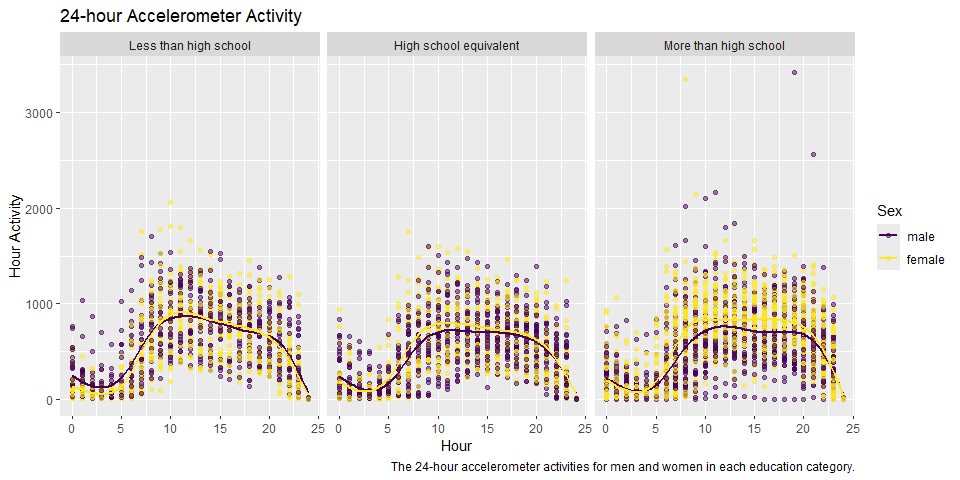 24-hour Accelerometer Activity
Less than high school
High school equivalent
More than high school
Hour Activity
3000
2000
1000
0
0 5 10 15 20 25
0 5 10 15 20 25
0 5 10 15 20 25
Hour
Sex
male
female
The 24-hour accelerometer activities for men and women in each education category.